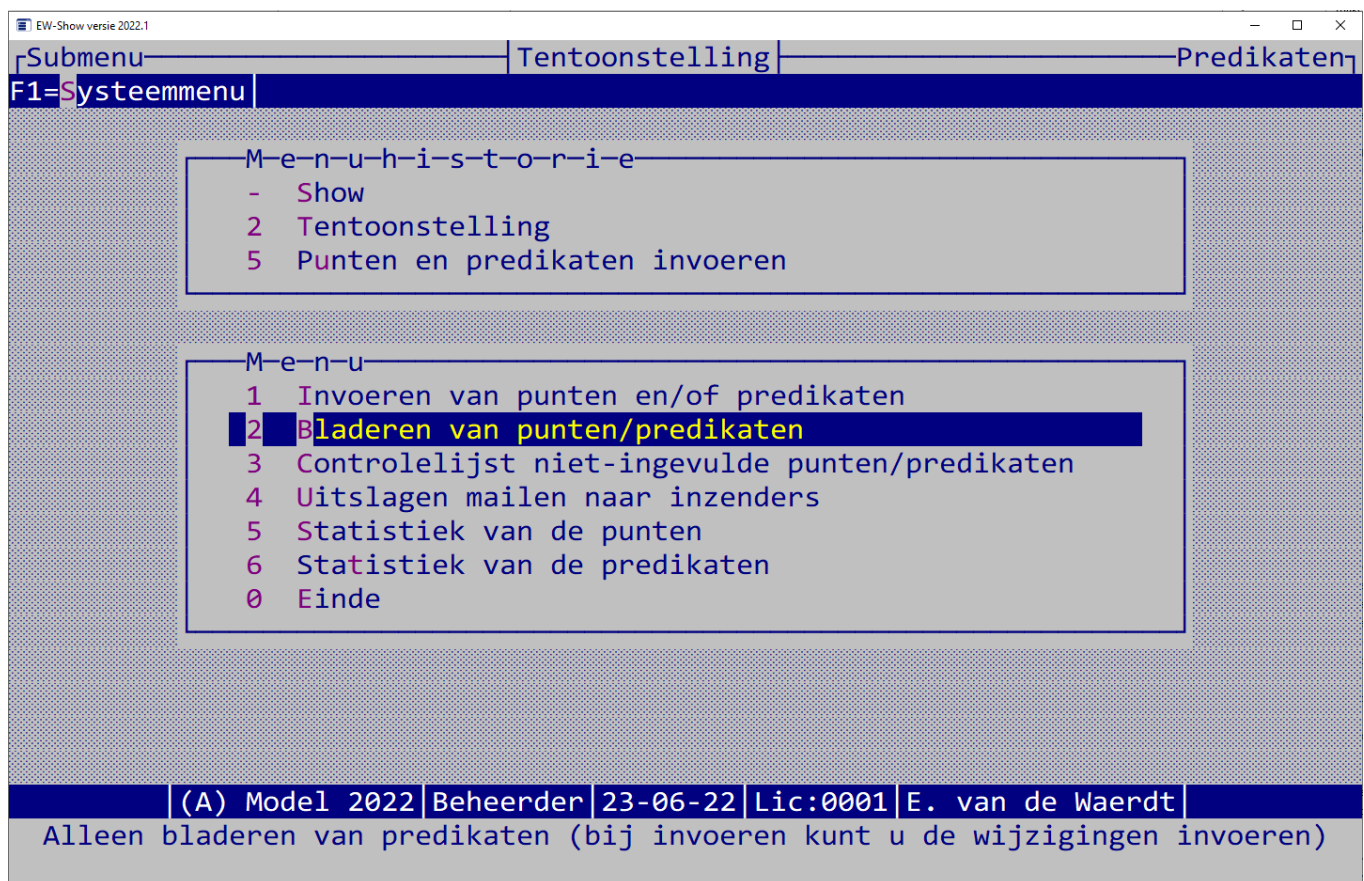 EW-Show versie 2022.1
Submenu Tentoonstelling Predikaten
F1=Systeemmenu
M-e-n-u-h-i-s-t-o-r-i-e
- Show
2 Tentoonstelling
5 Punten en predikaten invoeren
M-e-n-u
1 Invoeren van punten en/of predikaten
2 Bladeren van punten/predikaten
3 Controlelijst niet-ingevulde punten/predikaten
4 Uitslagen mailen naar inzenders
5 Statistiek van de punten
6 Statistiek van de predikaten
0 Einde
(A) Model 2022 Beheerder 23-06-22 Lic:0001 E. van de Waerdt
Alleen bladeren van predikaten (bij invoeren kunt u de wijzigingen invoeren)